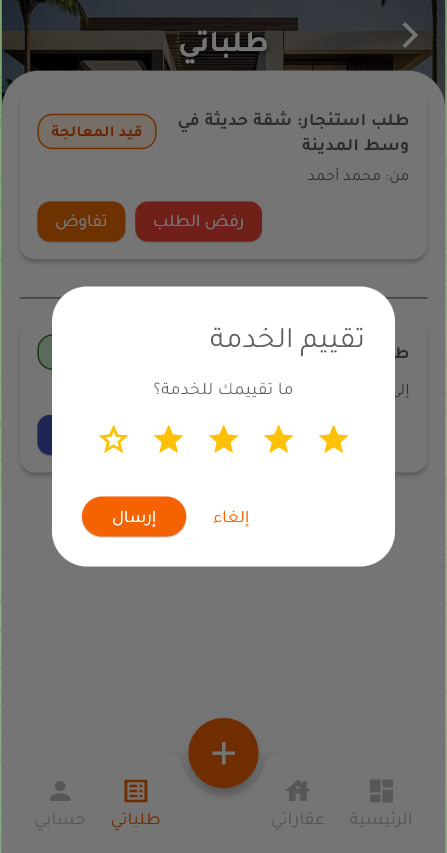 طلباتي
طلب استئجار: شقة حديثة في
وسط المدينة
قيد المعالجة
من: محمد أحمد
رفض الطلب
تفاوض
تقييم الخدمة
ما تقييمك للخدمة؟
إلغاء
إرسال
الرئيسية
عقاراتي
طلباتي
حسابي